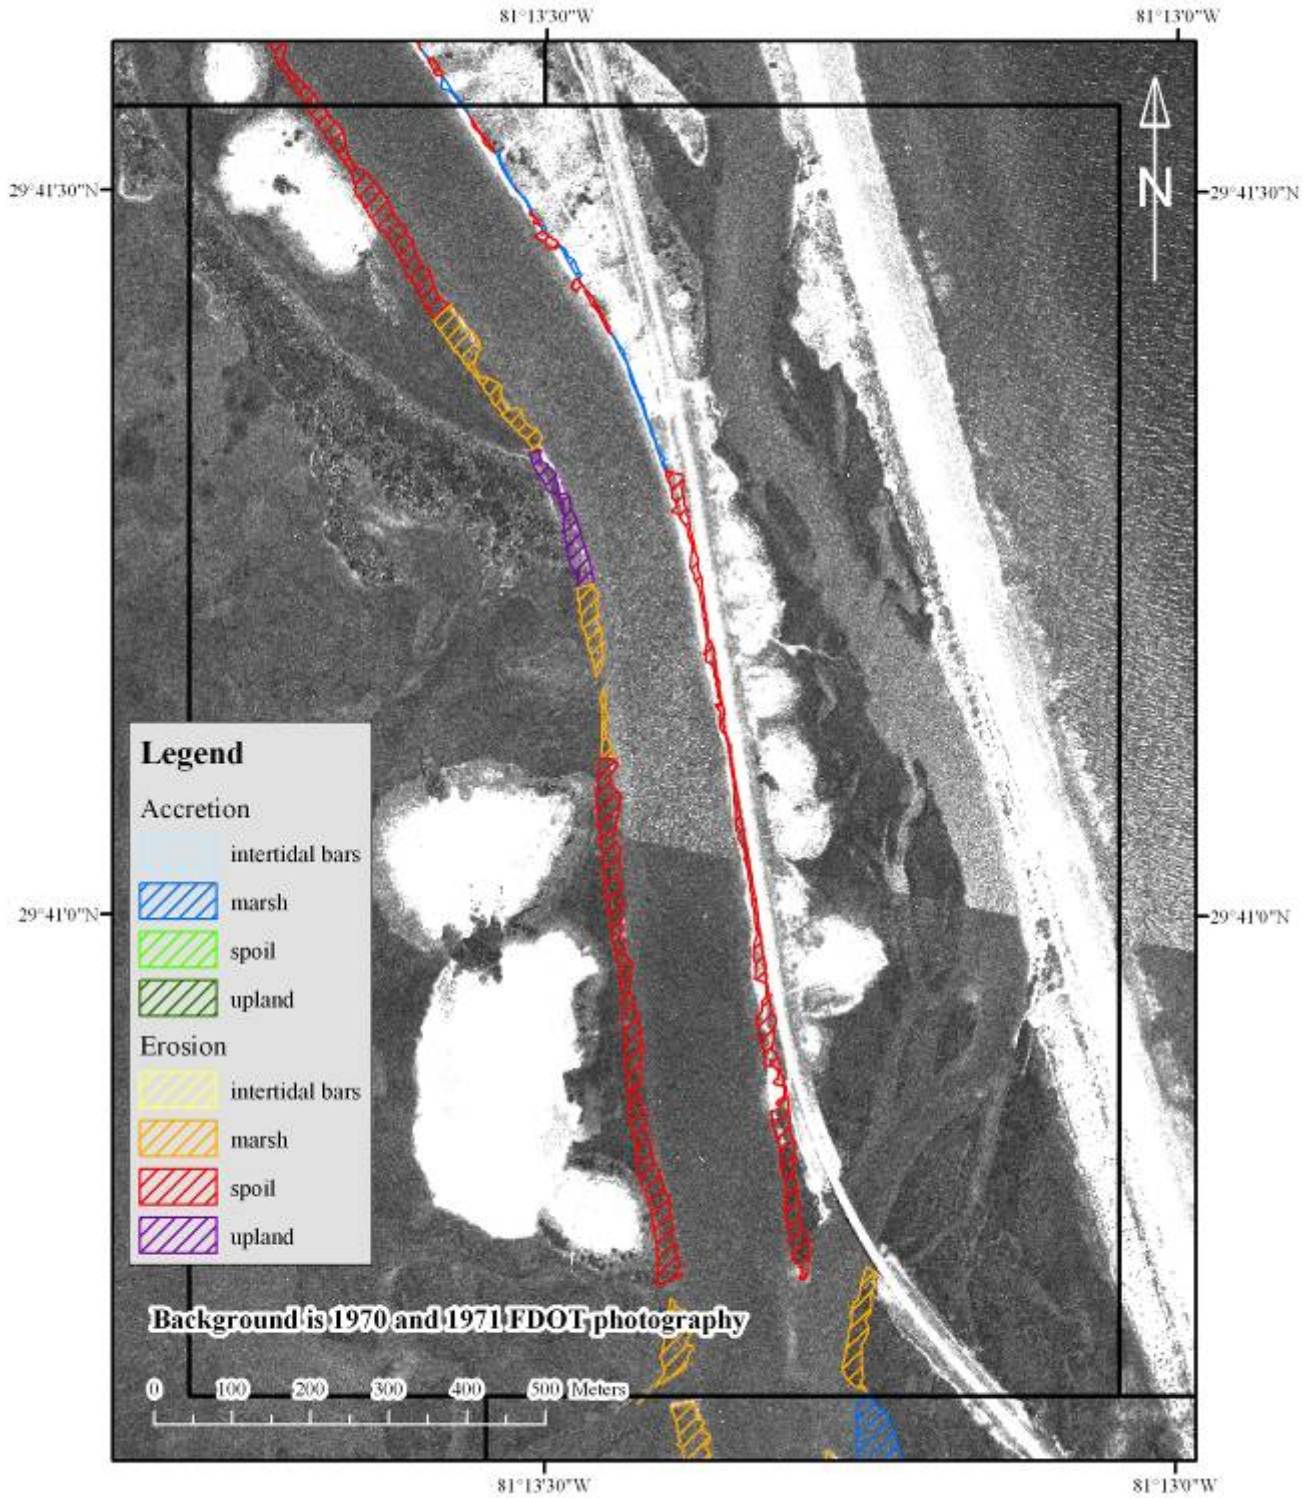 81°13'30"W
81°13'0"W
N
29°41'30"N
29°41'30"N
Legend
Accretion
intertidal bars
marsh
spoil
upland
Erosion
intertidal bars
marsh
spoil
upland
29°41'0"N
29°41'0"N
Background is 1970 and 1971 FDOT photography
0 100 200 300 400 500 Meters
81°13'30"W
81°13'0"W